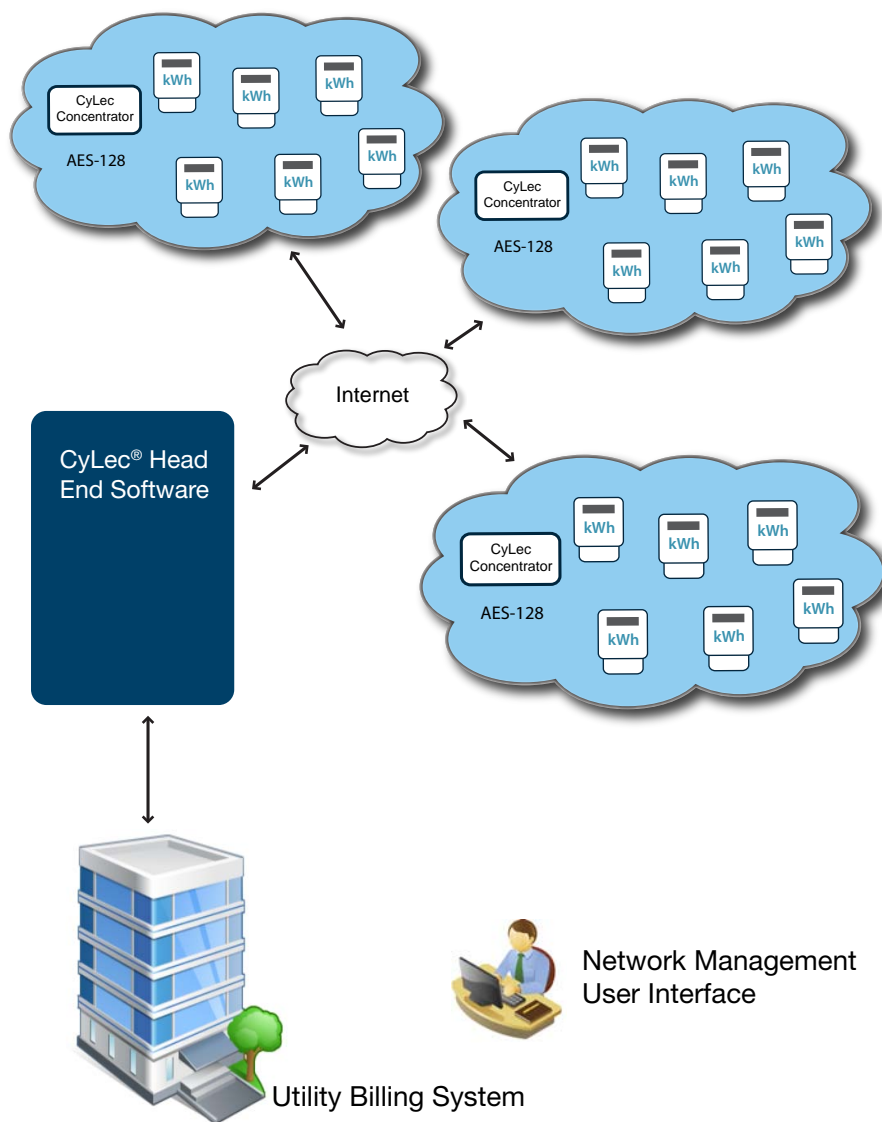 kWh
kWh
kWh
CyLec
Concentrator
AES-128
kWh
kWh
kWh
kWh
kWh
kWh
CyLec
Concentrator
AES-128
kWh
kWh
kWh
Internet
CyLec® Head
End Software
kWh
kWh
kWh
CyLec
Concentrator
AES-128
kWh
kWh
kWh
Network Management
User Interface
Utility Billing System